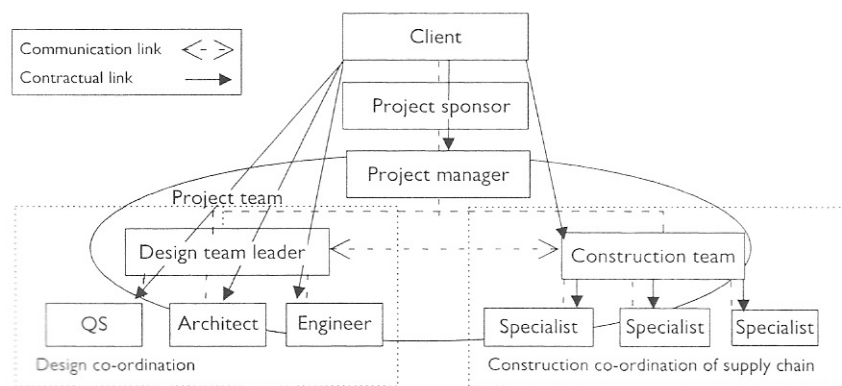 Communication link
Contractual link
Client
Project sponsor
Project manager
Project team
Design team leader
Construction team
QS
Architect
Engineer
Specialist
Specialist
Specialist
Design co-ordination
Construction co-ordination of supply chain